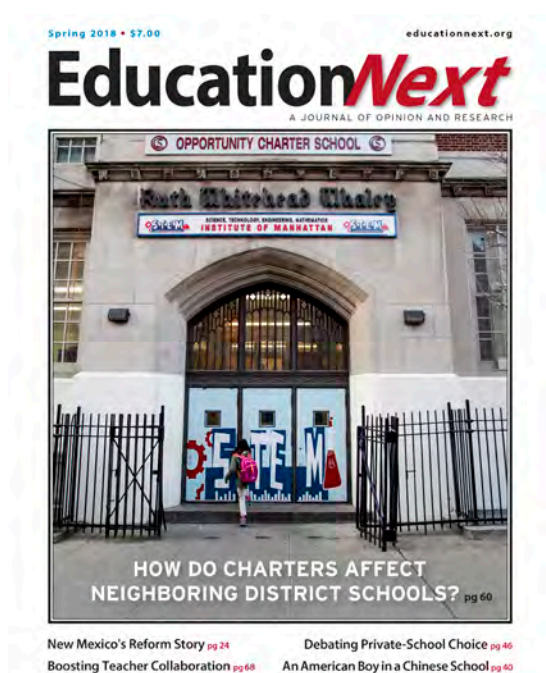 Spring 2018 • $7.00
educationnext.org
EducationNext
A JOURNAL OF OPINION AND RESEARCH
OPPORTUNITY CHARTER SCHOOL
Ruth Whitehead Whaley
STEM
SCIENCE, TECHNOLOGY, ENGINEERING, MATHEMATICS
INSTITUTE OF MANHATTAN
STEM
STEM
HOW DO CHARTERS AFFECT
NEIGHBORING DISTRICT SCHOOLS? pg 60
New Mexico's Reform Story pg 24
Debating Private-School Choice pg 46
Boosting Teacher Collaboration pg 68
An American Boy in a Chinese School pg 40